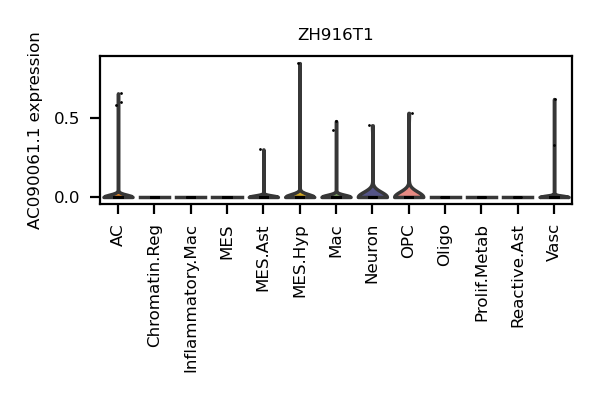 ZH916T1
AC090061.1 expression
0.5
0.0
AC
Chromatin.Reg
Inflammatory.Mac
MES
MES.Ast
MES.Hyp
Mac
Neuron
OPC
Oligo
Prolif.Metab
Reactive.Ast
Vasc